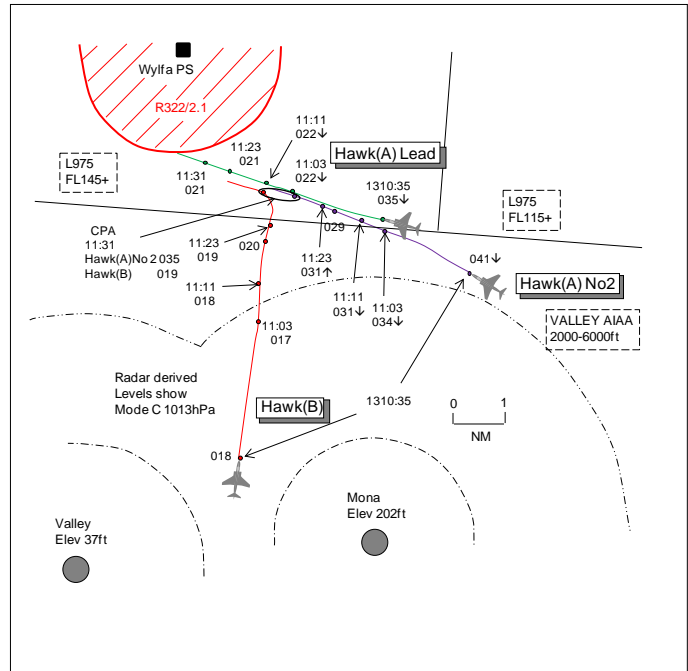 Wylfa PS
R322/2.1
11:11
022↓
11:23
021
Hawk(A) Lead
11:03
022↓
L975
FL145+
11:31
021
1310:35
035↓
L975
FL115+
CPA
11:31
Hawk(A)No 2 035
Hawk(B) 019
029
11:23
019
020
11:23
031↑
11:11
031↓
11:03
034↓
041↓
Hawk(A) No2
11:11
018
VALLEY AIAA
2000-6000ft
11:03
017
Radar derived
Levels show
Mode C 1013hPa
Hawk(B)
1310:35
0 1
NM
018
Mona
Elev 202ft
Valley
Elev 37ft